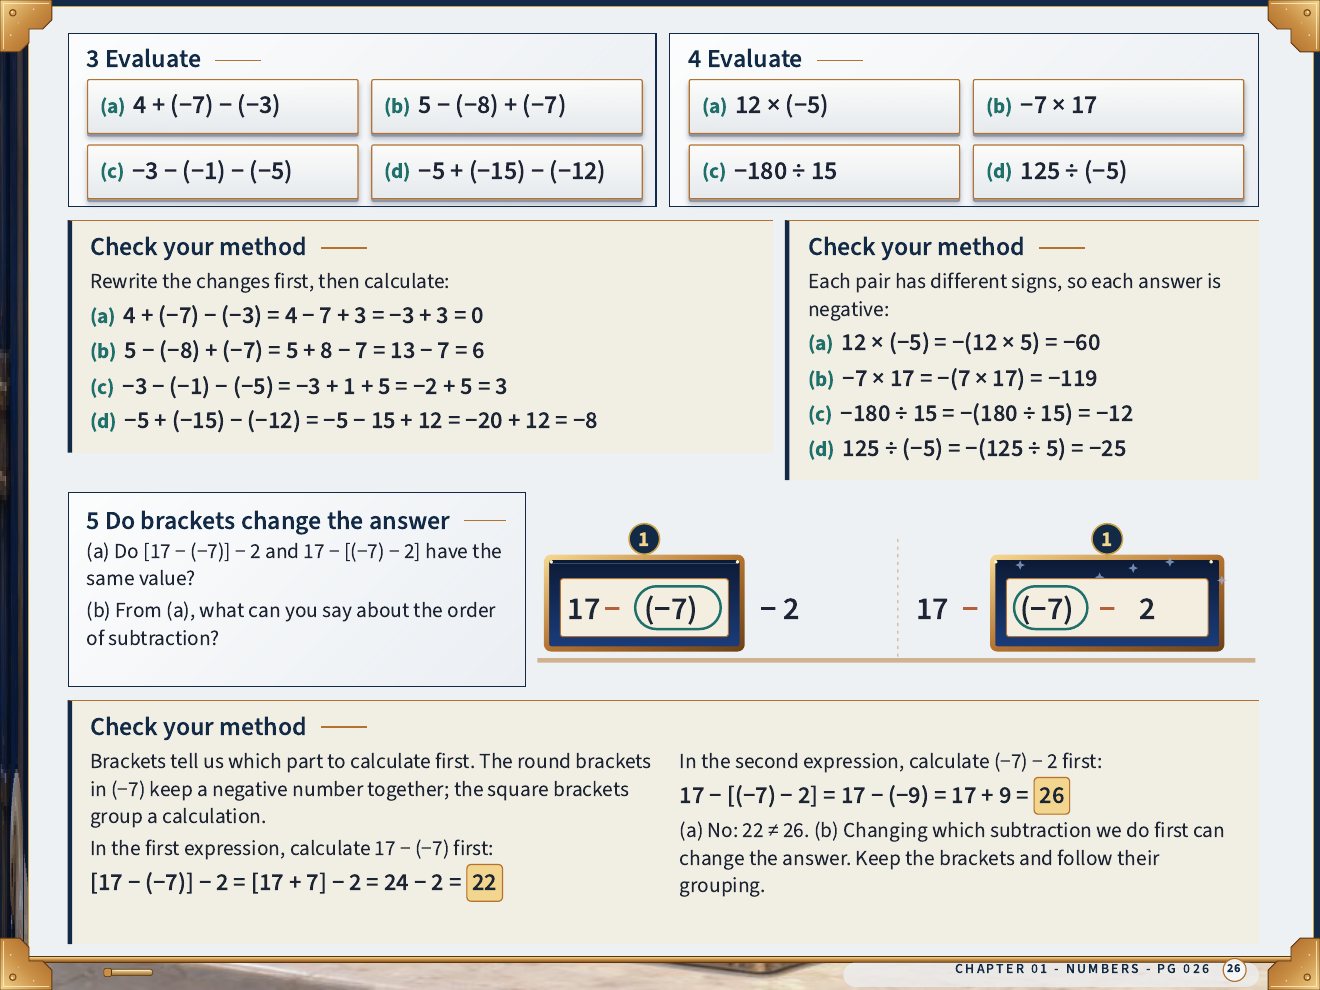 3 Evaluate
(a) 4 + (−7) − (−3)
(b) 5 − (−8) + (−7)
(c) −3 − (−1) − (−5)
(d) −5 + (−15) − (−12)
4 Evaluate
(a) 12 × (−5)
(b) −7 × 17
(c) −180 ÷ 15
(d) 125 ÷ (−5)
Check your method
Rewrite the changes first, then calculate:
(a) 4 + (−7) − (−3) = 4 − 7 + 3 = −3 + 3 = 0
(b) 5 − (−8) + (−7) = 5 + 8 − 7 = 13 − 7 = 6
(c) −3 − (−1) − (−5) = −3 + 1 + 5 = −2 + 5 = 3
(d) −5 + (−15) − (−12) = −5 − 15 + 12 = −20 + 12 = −8
Check your method
Each pair has different signs, so each answer is
negative:
(a) 12 × (−5) = −(12 × 5) = −60
(b) −7 × 17 = −(7 × 17) = −119
(c) −180 ÷ 15 = −(180 ÷ 15) = −12
(d) 125 ÷ (−5) = −(125 ÷ 5) = −25
5 Do brackets change the answer
(a) Do [17 − (−7)] − 2 and 17 − [(−7) − 2] have the
same value?
(b) From (a), what can you say about the order
of subtraction?
1
17 − (−7) − 2
1
17 − (−7) − 2
Check your method
Brackets tell us which part to calculate first. The round brackets
in (−7) keep a negative number together; the square brackets
group a calculation.
In the first expression, calculate 17 − (−7) first:
[17 − (−7)] − 2 = [17 + 7] − 2 = 24 − 2 = 22
In the second expression, calculate (−7) − 2 first:
17 − [(−7) − 2] = 17 − (−9) = 17 + 9 = 26
(a) No: 22 ≠ 26. (b) Changing which subtraction we do first can
change the answer. Keep the brackets and follow their
grouping.
CHAPTER 01 - NUMBERS - PG 026 26